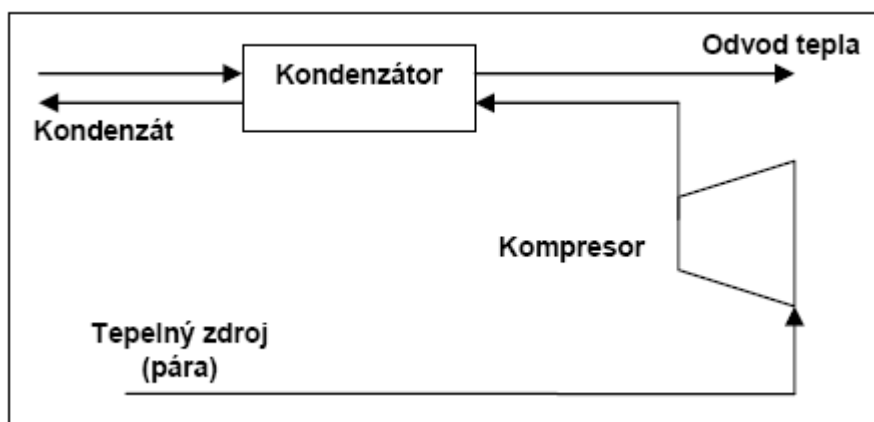 Odvod tepla
Kondenzátor
Kondenzát
Kompresor
Tepelný zdroj
(pára)